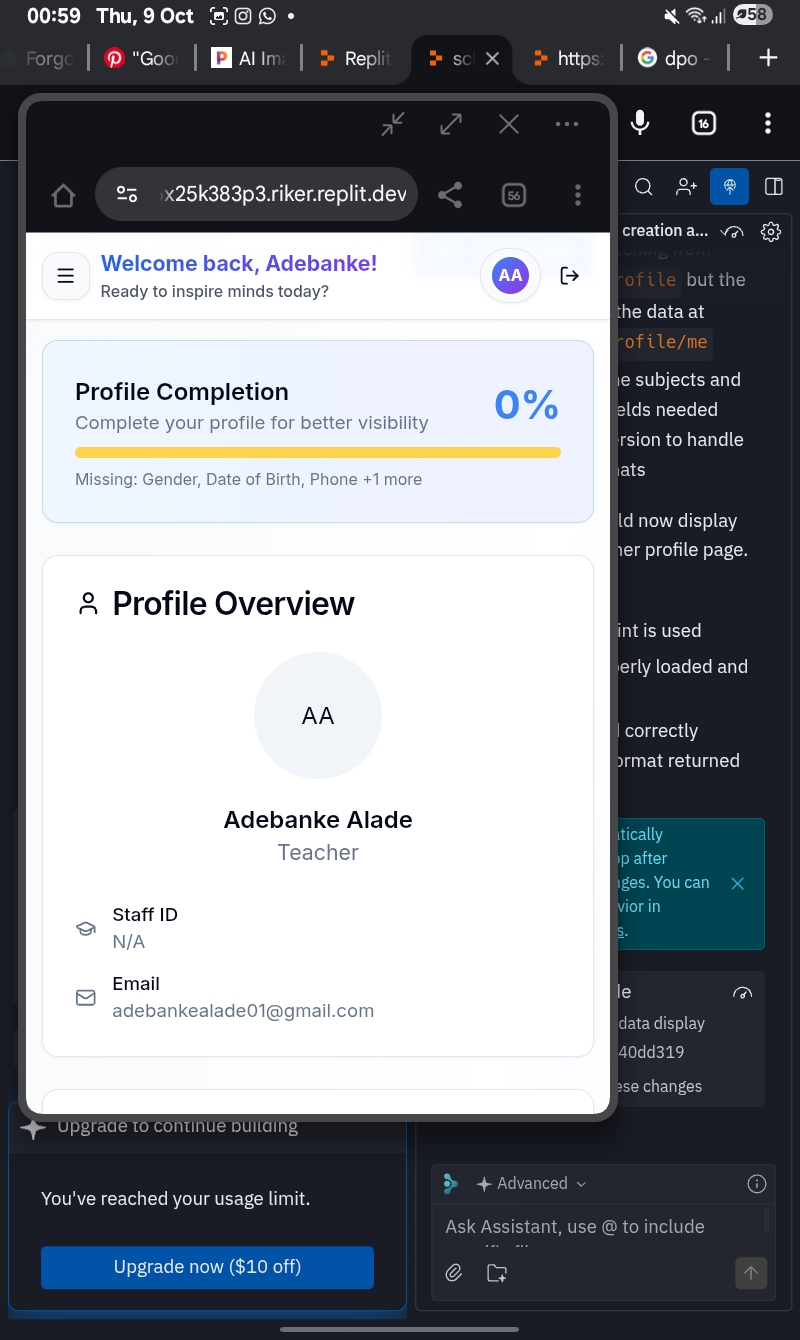 00:59 Thu, 9 Oct
58
Forgo
"Goo
AI Im
Replit
sc
https:
dpo -
16
x25k383p3.riker.replit.dev
56
creation a...
Welcome back, Adebanke!
Ready to inspire minds today?
AA
rofile but the
the data at
rofile/me
Profile Completion
Complete your profile for better visibility
0%
Missing: Gender, Date of Birth, Phone +1 more
e subjects and
elds needed
rsion to handle
ats
ld now display
er profile page.
Profile Overview
int is used
erly loaded and
AA
correctly
ormat returned
Adebanke Alade
Teacher
atically
p after
nges. You can
vior in
s.
Staff ID
N/A
Email
adebankealade01@gmail.com
le
data display
40dd319
ese changes
Upgrade to continue building
You've reached your usage limit.
Upgrade now ($10 off)
Advanced
Ask Assistant, use @ to include